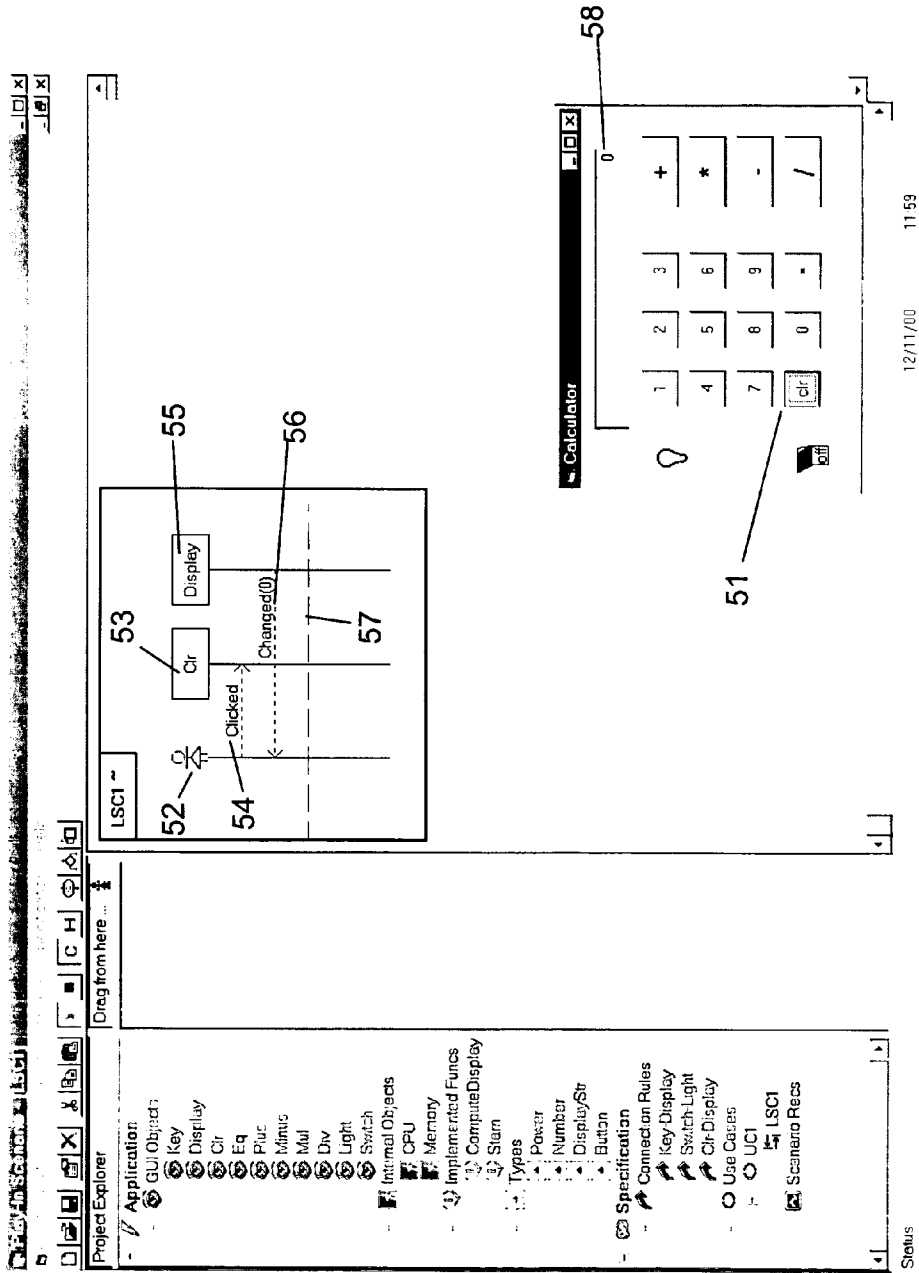 C H
Project Explorer
Drag from here ...
Application
GUI Objects
Key
Display
Clr
Eq
Plus
Minus
Mul
Div
Light
Switch
Internal Objects
CPU
Memory
Implemented Funcs
ComputeDisplay
Types
Power
Number
DisplayStr
Button
Specification
Connection Rules
Key-Display
Switch-Light
Clr-Display
Use Cases
UC1
LSC1
Scenario Recs
Status
LSC1 ~
52
53
54
55
56
57
Clr
Display
Clicked
Changed(0)
Calculator
58
0
1 2 3 +
4 5 6 *
7 8 9 -
clr 0 /
off
51
12/11/00 11:59